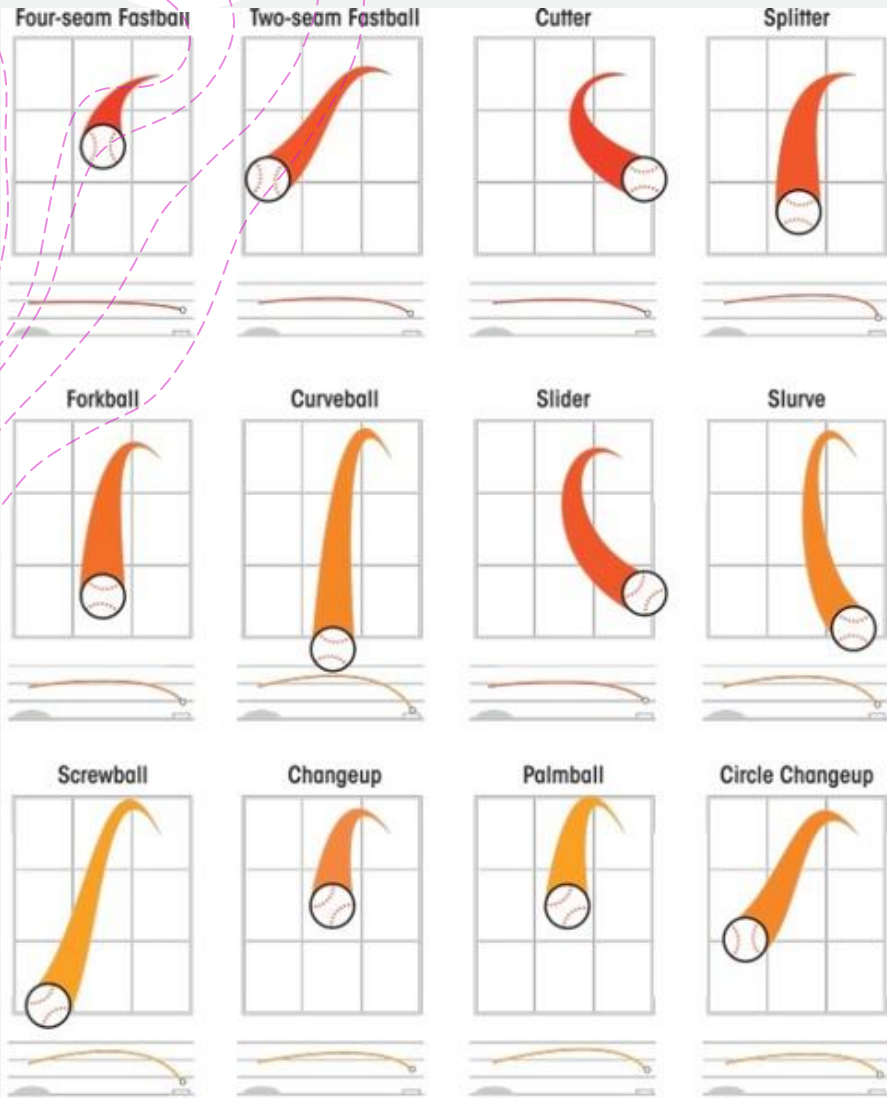 Four-seam Fastball
Two-seam Fastball
Cutter
Splitter
Forkball
Curveball
Slider
Slurve
Screwball
Changeup
Palmball
Circle Changeup